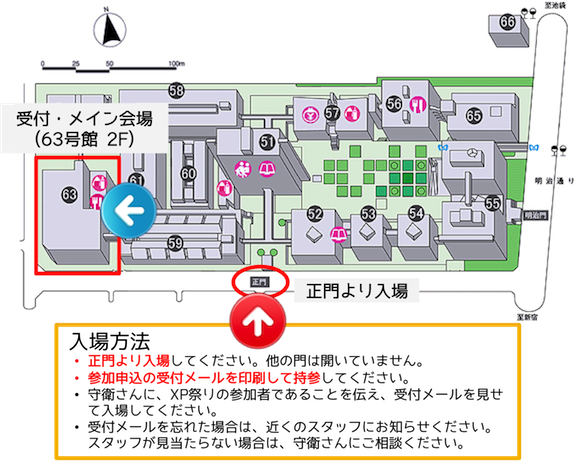 至池袋
N
66
0 25 50 100m
58
57
56
65
受付・メイン会場
(63号館 2F)
51
63
61
60
明治通り
52
53
54
55
明治門
59
正門
正門より入場
至新宿
入場方法
• 正門より入場してください。他の門は開いていません。
• 参加申込の受付メールを印刷して持参してください。
• 守衛さんに、XP祭りの参加者であることを伝え、受付メールを見せ
て入場してください。
• 受付メールを忘れた場合は、近くのスタッフにお知らせください。
スタッフが見当たらない場合は、守衛さんにご相談ください。